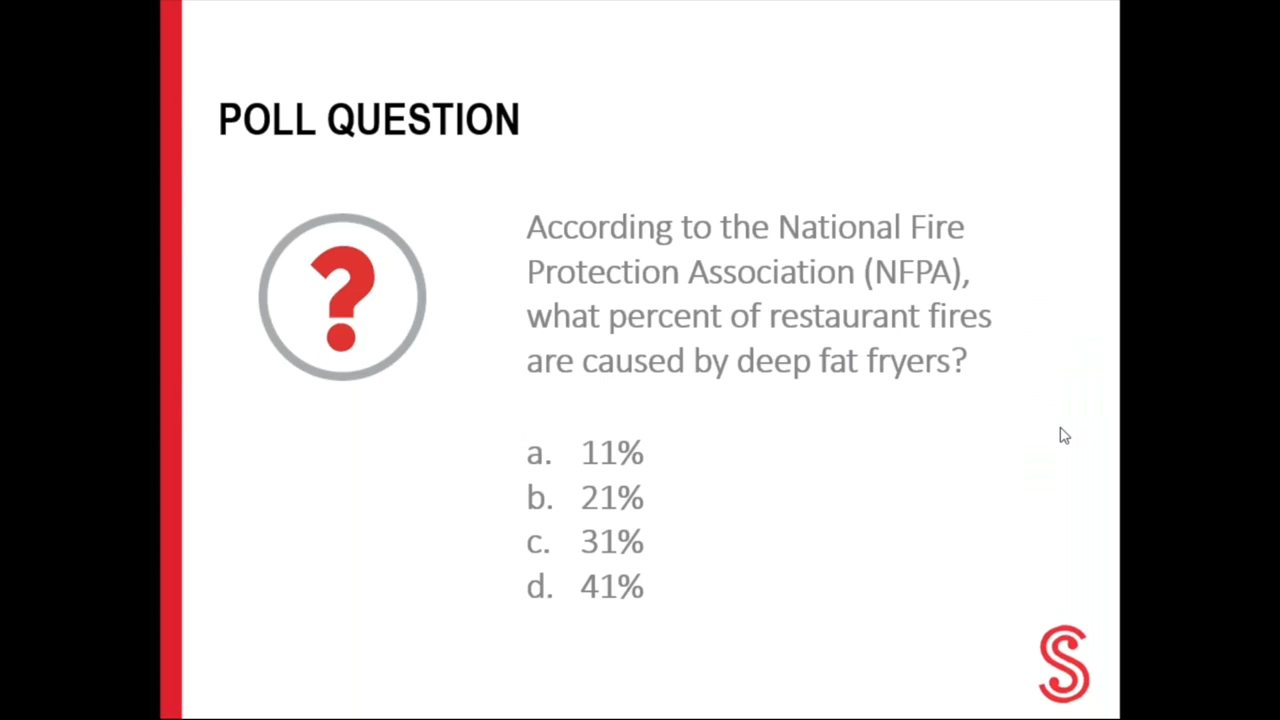 POLL QUESTION
?
According to the National Fire
Protection Association (NFPA),
what percent of restaurant fires
are caused by deep fat fryers?
a. 11%
b. 21%
c. 31%
d. 41%
S